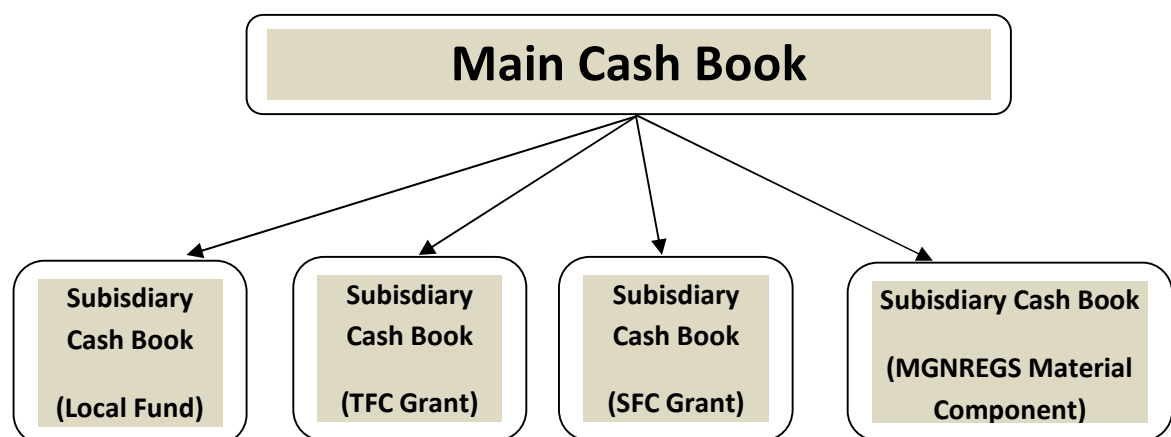 Main Cash Book
Subisdiary
Cash Book
(Local Fund)
Subisdiary
Cash Book
(TFC Grant)
Subisdiary
Cash Book
(SFC Grant)
Subisdiary Cash Book
(MGNREGS Material
Component)